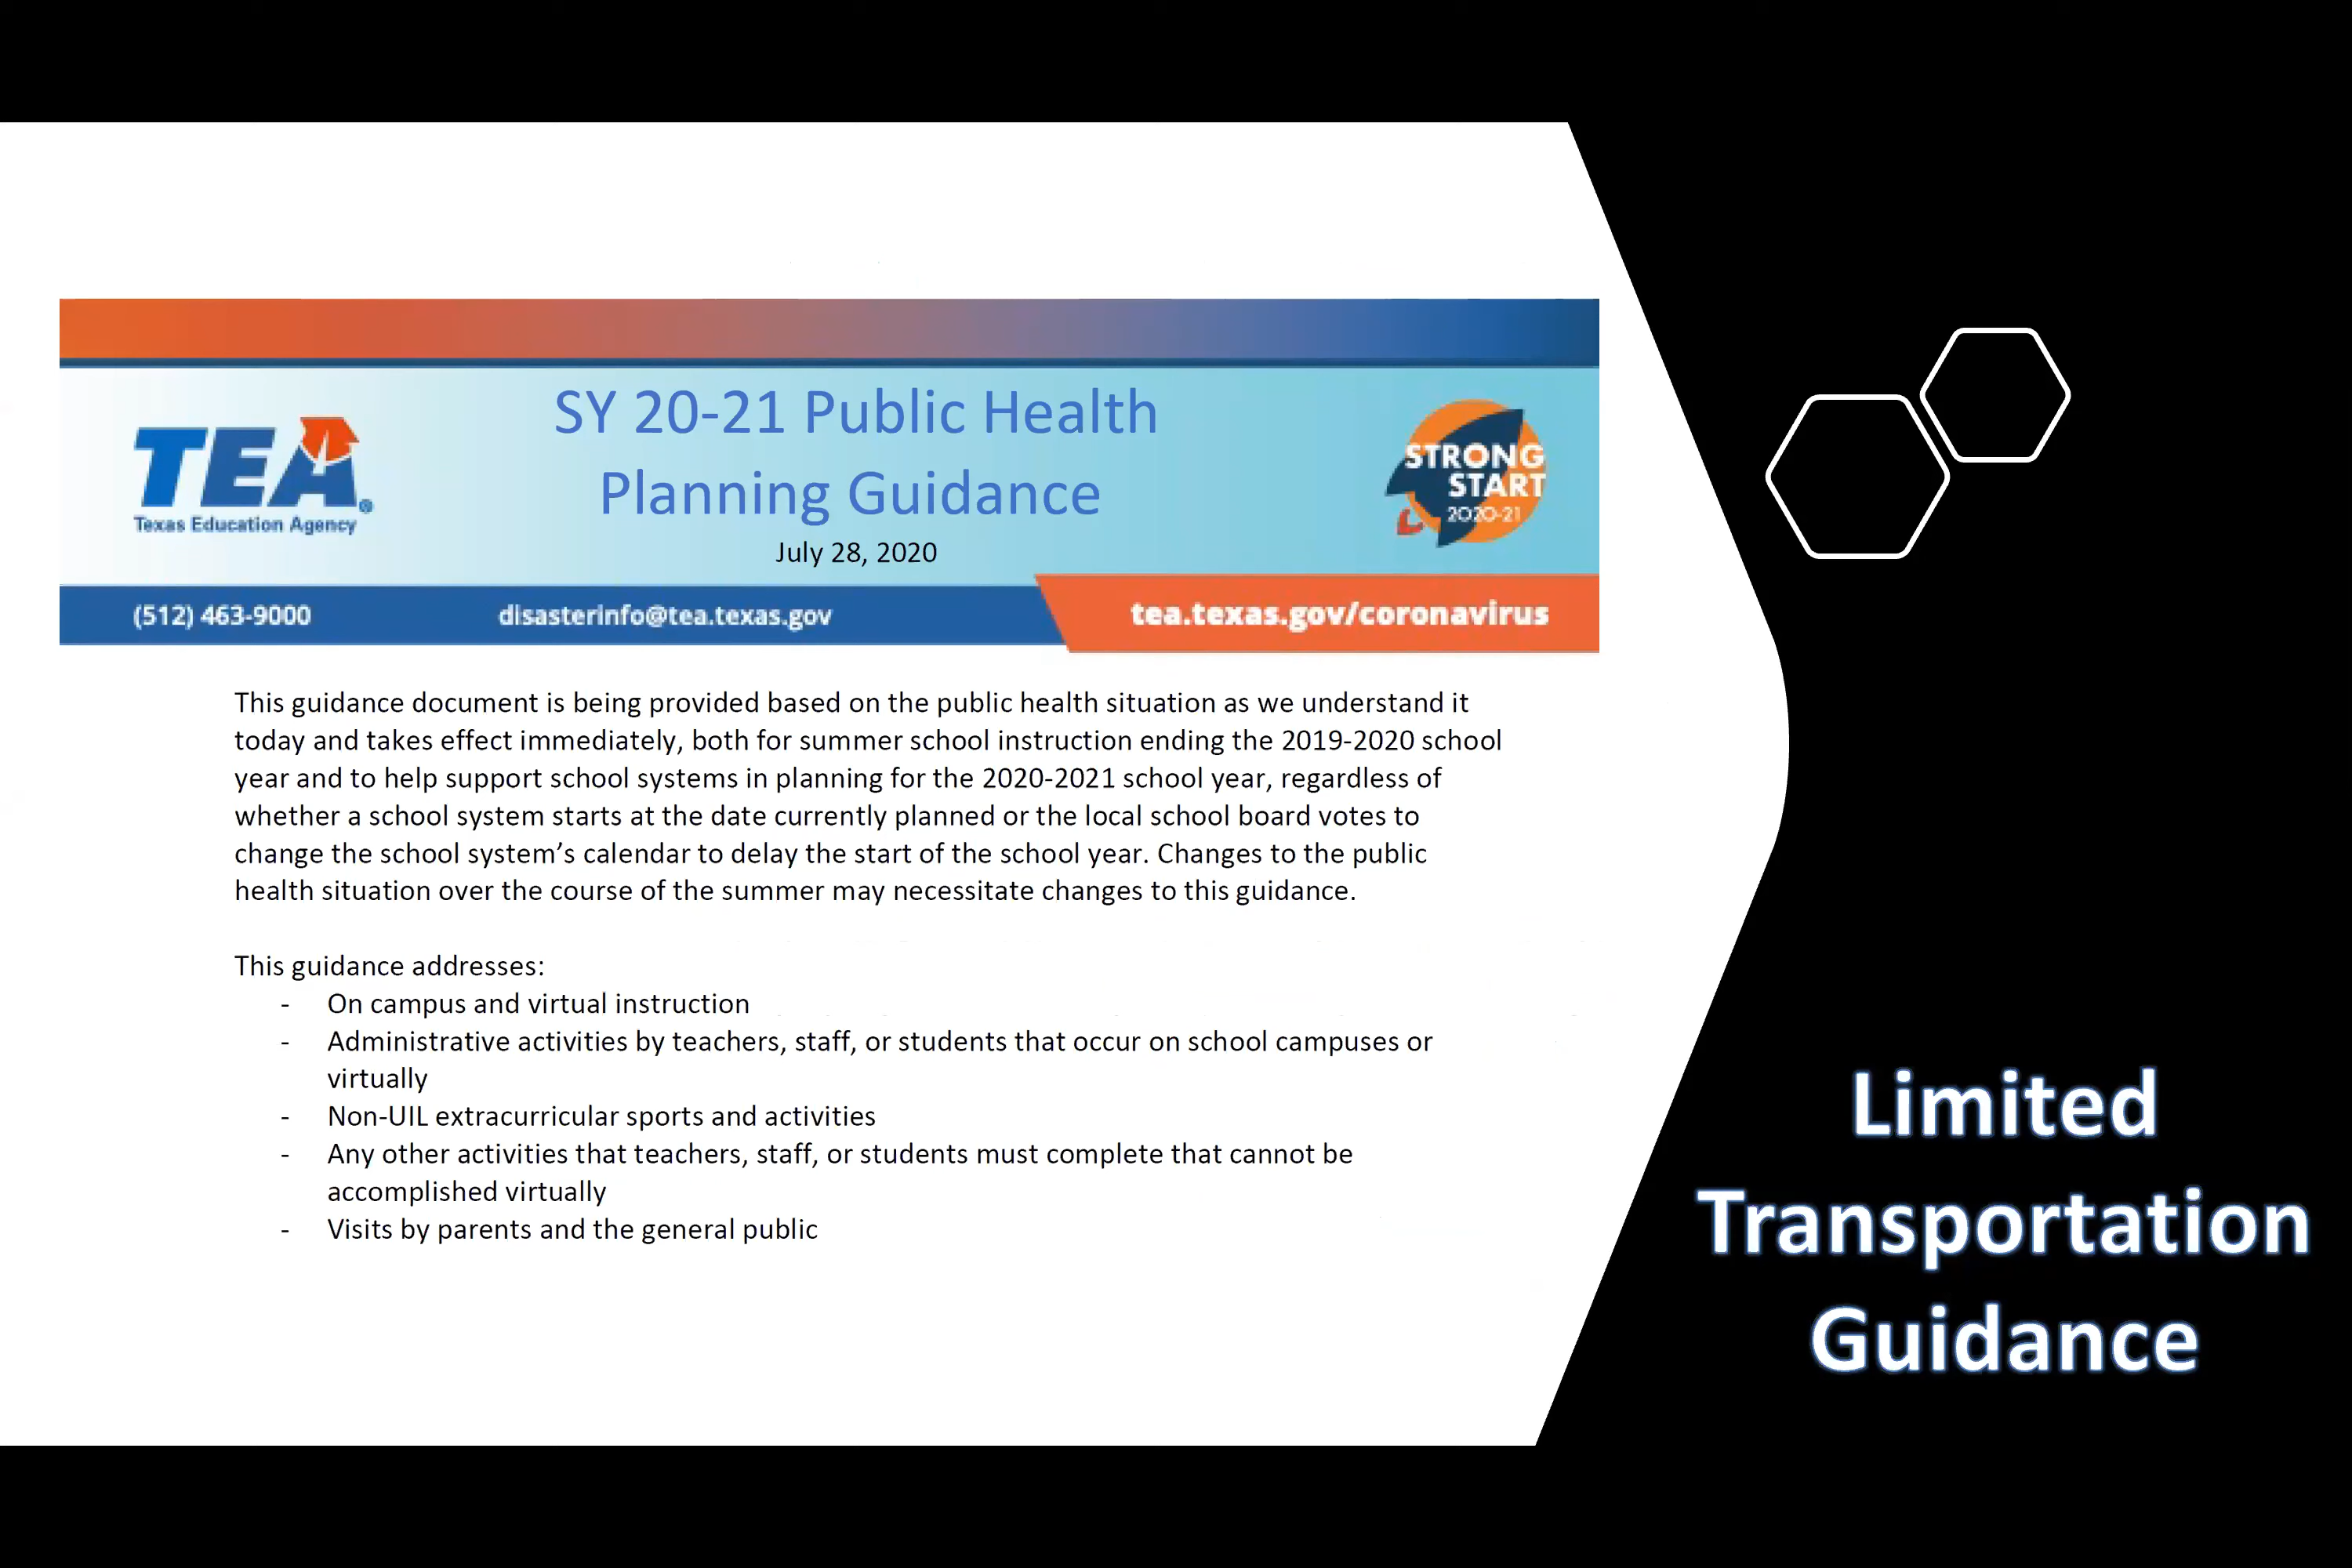 SY 20-21 Public Health
Planning Guidance
July 28, 2020
TEA®
Texas Education Agency
STRONG
START
2020-21
(512) 463-9000
disasterinfo@tea.texas.gov
tea.texas.gov/coronavirus
This guidance document is being provided based on the public health situation as we understand it
today and takes effect immediately, both for summer school instruction ending the 2019-2020 school
year and to help support school systems in planning for the 2020-2021 school year, regardless of
whether a school system starts at the date currently planned or the local school board votes to
change the school system’s calendar to delay the start of the school year. Changes to the public
health situation over the course of the summer may necessitate changes to this guidance.
This guidance addresses:
- On campus and virtual instruction
- Administrative activities by teachers, staff, or students that occur on school campuses or
virtually
- Non-UIL extracurricular sports and activities
- Any other activities that teachers, staff, or students must complete that cannot be
accomplished virtually
- Visits by parents and the general public
Limited
Transportation
Guidance